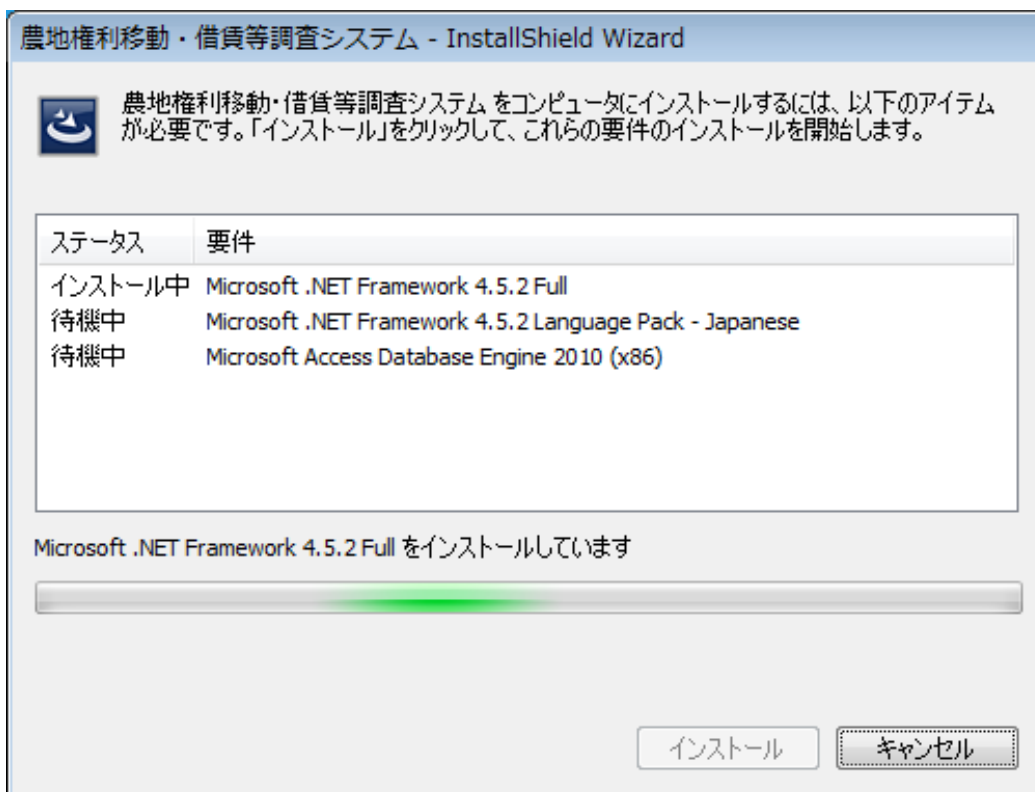 農地権利移動・借賃等調査システム - InstallShield Wizard
農地権利移動・借賃等調査システム をコンピュータにインストールするには、以下のアイテム
が必要です。「インストール」をクリックして、これらの要件のインストールを開始します。
ステータス 要件
インストール中 Microsoft .NET Framework 4.5.2 Full
待機中 Microsoft .NET Framework 4.5.2 Language Pack - Japanese
待機中 Microsoft Access Database Engine 2010 (x86)
Microsoft .NET Framework 4.5.2 Full をインストールしています
インストール キャンセル